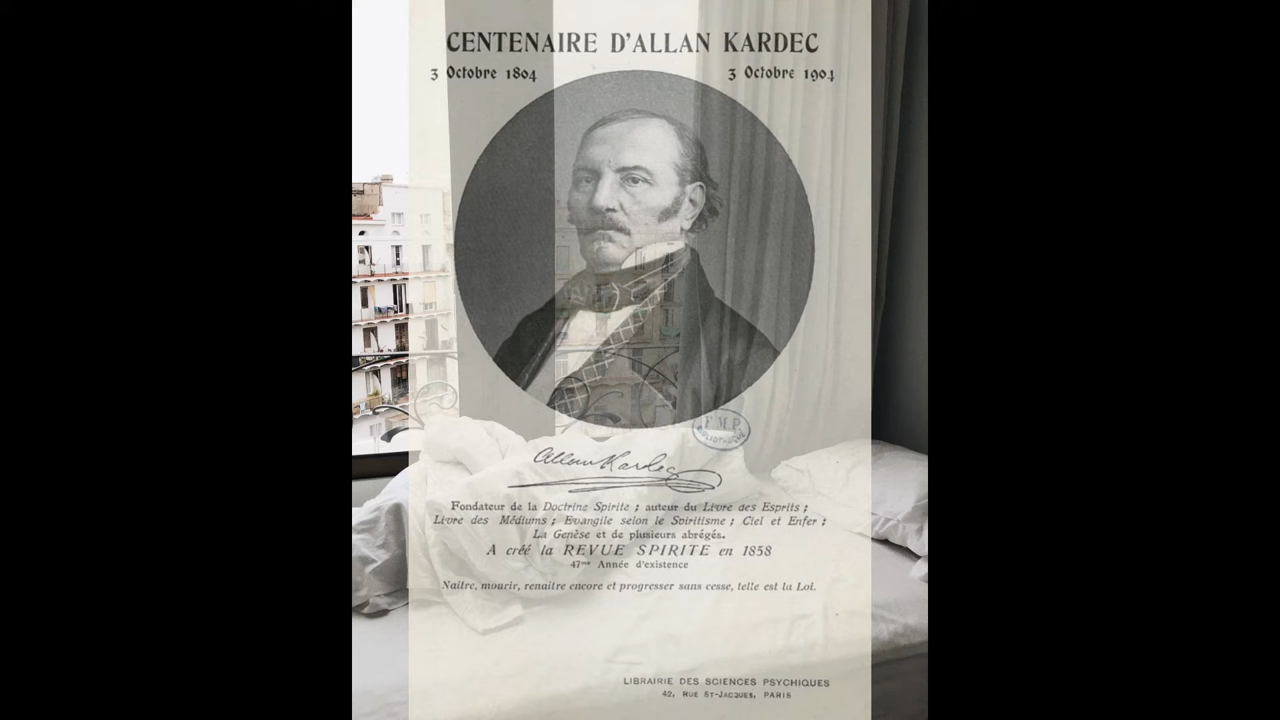 CENTENAIRE D'ALLAN KARDEC
3 Octobre 1804 3 Octobre 1904
F.M.P.
BIBLIOTHÈQUE
Allan Kardec
Fondateur de la Doctrine Spirite ; auteur du Livre des Esprits ;
Livre des Médiums ; Evangile selon le Spiritisme ; Ciel et Enfer ;
La Genèse et de plusieurs abrégés.
A créé la REVUE SPIRITE en 1858
47me Année d'existence
Naître, mourir, renaître encore et progresser sans cesse, telle est la Loi.
LIBRAIRIE DES SCIENCES PSYCHIQUES
42, RUE ST-JACQUES, PARIS